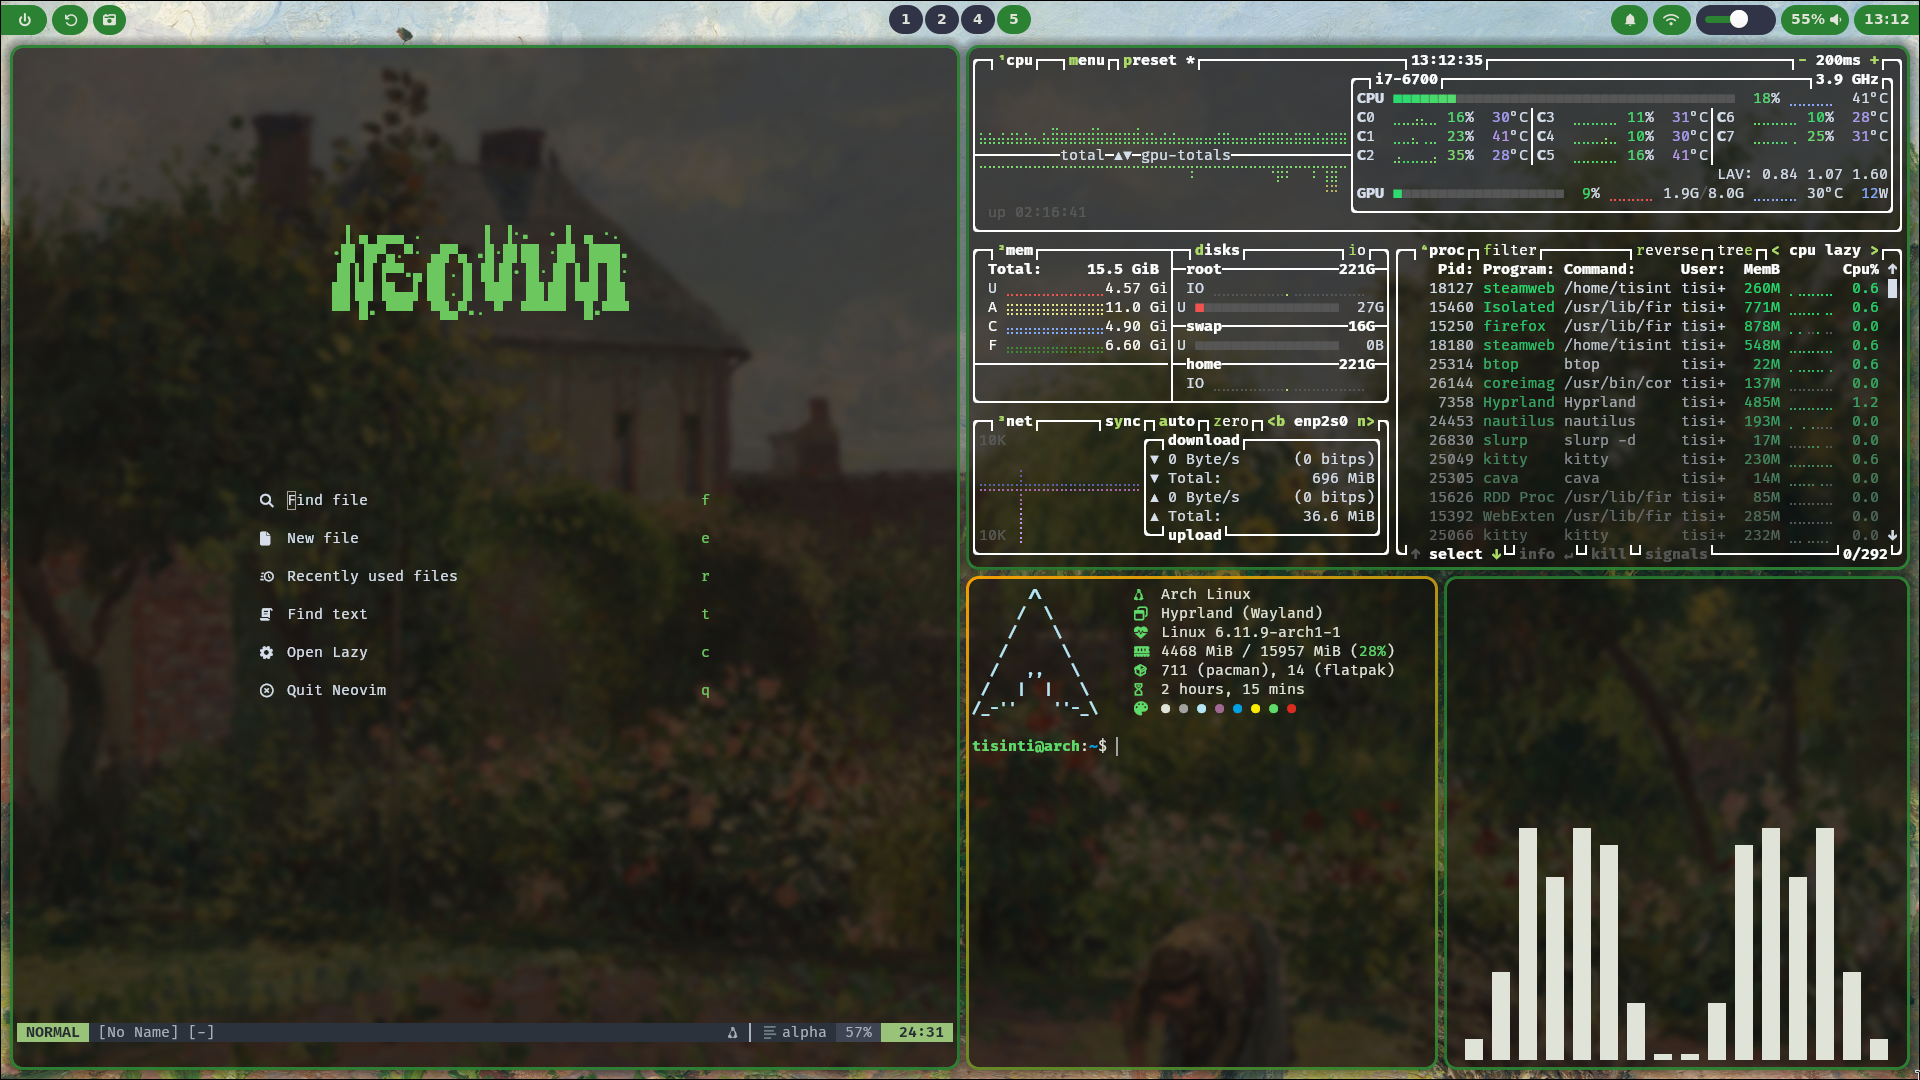 1 2 4 5
55% 13:12
neovim
Find file f
New file e
Recently used files r
Find text t
Open Lazy c
Quit Neovim q
NORMAL [No Name] [-] alpha 57% 24:31
¹cpu menu preset * 13:12:35 - 200ms +
i7-6700 3.9 GHz
CPU 18% 41°C
C0 16% 30°C C3 11% 31°C C6 10% 28°C
C1 23% 41°C C4 10% 30°C C7 25% 31°C
C2 35% 28°C C5 16% 41°C
total gpu-totals
LAV: 0.84 1.07 1.60
GPU 9% 1.9G/8.0G 30°C 12W
up 02:16:41
²mem
Total: 15.5 GiB
U 4.57 Gi
A 11.0 Gi
C 4.90 Gi
F 6.60 Gi
disks io
root 221G
IO
U 27G
swap 16G
U 0B
home 221G
IO
³net sync auto zero <b enp2s0 n>
10K
download
▼ 0 Byte/s (0 bitps)
▼ Total: 696 MiB
▲ 0 Byte/s (0 bitps)
▲ Total: 36.6 MiB
10K
upload
⁴proc filter reverse tree < cpu lazy >
Pid: Program: Command: User: MemB Cpu% ↑
18127 steamweb /home/tisint tisi+ 260M 0.6
15460 Isolated /usr/lib/fir tisi+ 771M 0.6
15250 firefox /usr/lib/fir tisi+ 878M 0.6
18180 steamweb /home/tisint tisi+ 548M 0.6
25314 btop btop tisi+ 22M 0.6
26144 coreimag /usr/bin/cor tisi+ 137M 0.0
7358 Hyprland Hyprland tisi+ 485M 1.2
24453 nautilus nautilus tisi+ 193M 0.0
26830 slurp slurp -d tisi+ 17M 0.0
25049 kitty kitty tisi+ 230M 0.6
25305 cava cava tisi+ 14M 0.0
15626 RDD Proc /usr/lib/fir tisi+ 85M 0.0
15392 WebExten /usr/lib/fir tisi+ 285M 0.0
25066 kitty kitty tisi+ 232M 0.0 ↓
↑ select ↓ info ↵ kill signals 0/292
Arch Linux
Hyprland (Wayland)
Linux 6.11.9-arch1-1
4468 MiB / 15957 MiB (28%)
711 (pacman), 14 (flatpak)
2 hours, 15 mins
tisinti@arch:~$